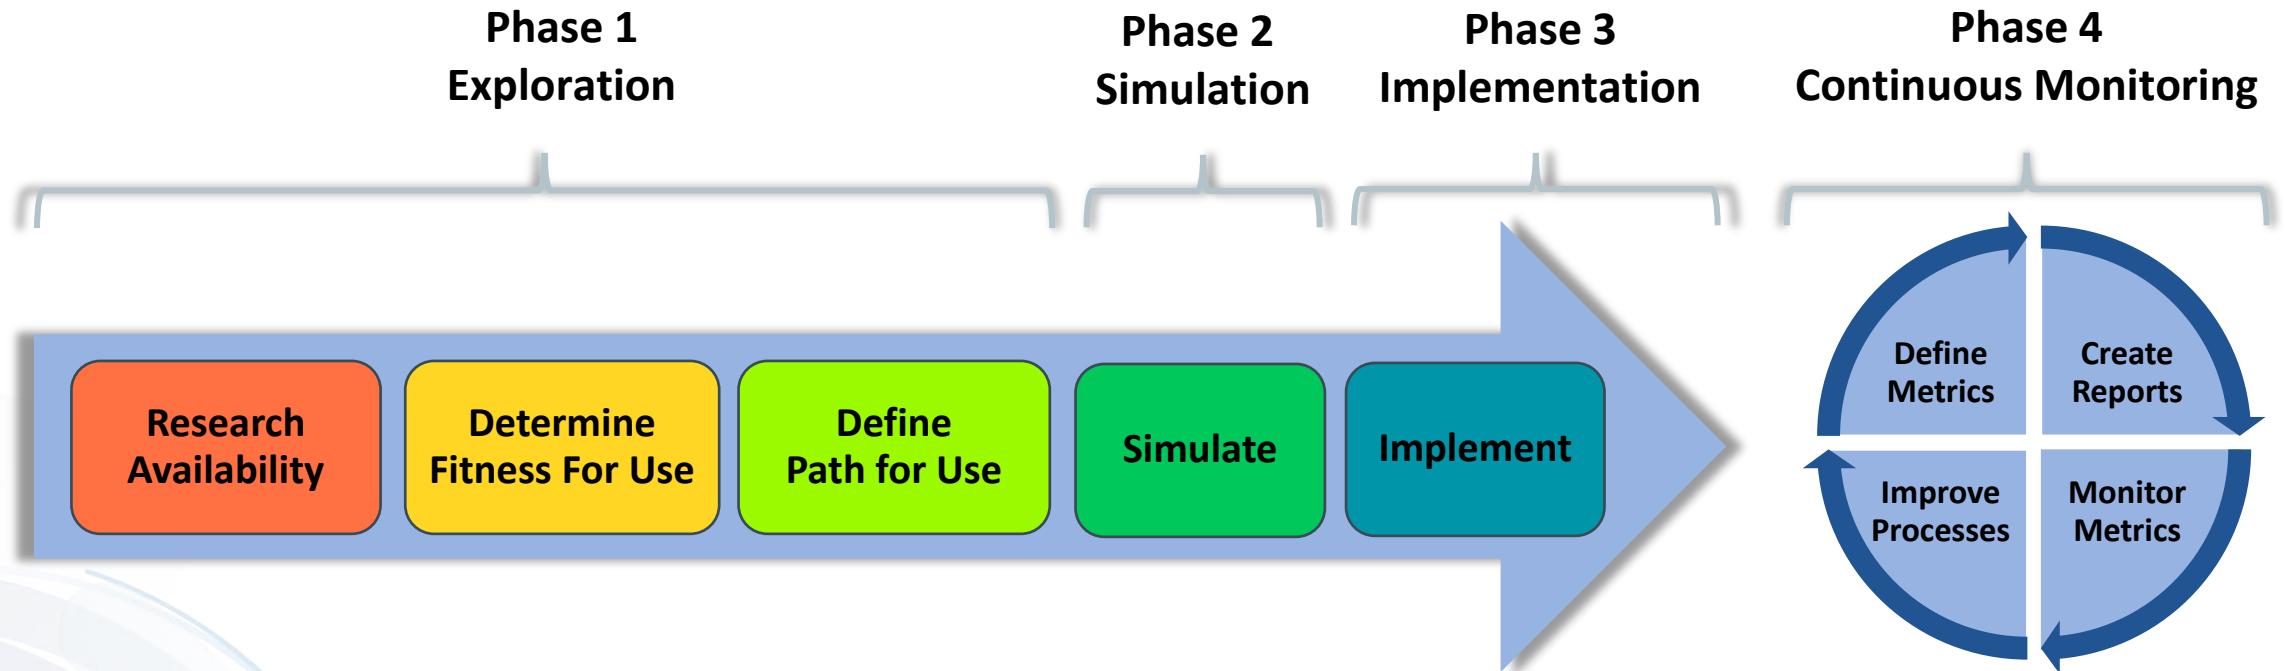 Phase 1
Exploration
Phase 2
Simulation
Phase 3
Implementation
Phase 4
Continuous Monitoring
Research
Availability
Determine
Fitness For Use
Define
Path for Use
Simulate
Implement
Define
Metrics
Create
Reports
Improve
Processes
Monitor
Metrics